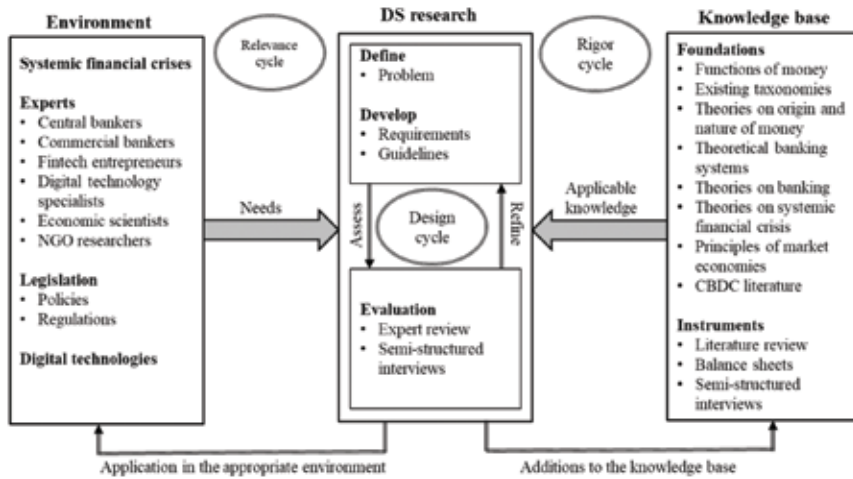 Environment
Systemic financial crises
Experts
• Central bankers
• Commercial bankers
• Fintech entrepreneurs
• Digital technology
specialists
• Economic scientists
• NGO researchers
Legislation
• Policies
• Regulations
Digital technologies
Relevance
cycle
Needs
DS research
Define
• Problem
Develop
• Requirements
• Guidelines
Assess
Design
cycle
Refine
Evaluation
• Expert review
• Semi-structured
interviews
Rigor
cycle
Applicable
knowledge
Knowledge base
Foundations
• Functions of money
• Existing taxonomies
• Theories on origin and
nature of money
• Theoretical banking
systems
• Theories on banking
• Theories on systemic
financial crisis
• Principles of market
economies
• CBDC literature
Instruments
• Literature review
• Balance sheets
• Semi-structured
interviews
Application in the appropriate environment
Additions to the knowledge base